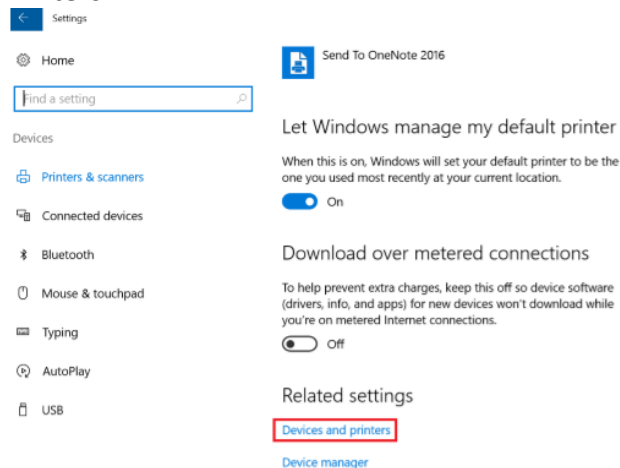 Settings
Home
Find a setting
Devices
Printers & scanners
Connected devices
Bluetooth
Mouse & touchpad
Typing
AutoPlay
USB
Send To OneNote 2016
Let Windows manage my default printer
When this is on, Windows will set your default printer to be the
one you used most recently at your current location.
On
Download over metered connections
To help prevent extra charges, keep this off so device software
(drivers, info, and apps) for new devices won't download while
you're on metered Internet connections.
Off
Related settings
Devices and printers
Device manager